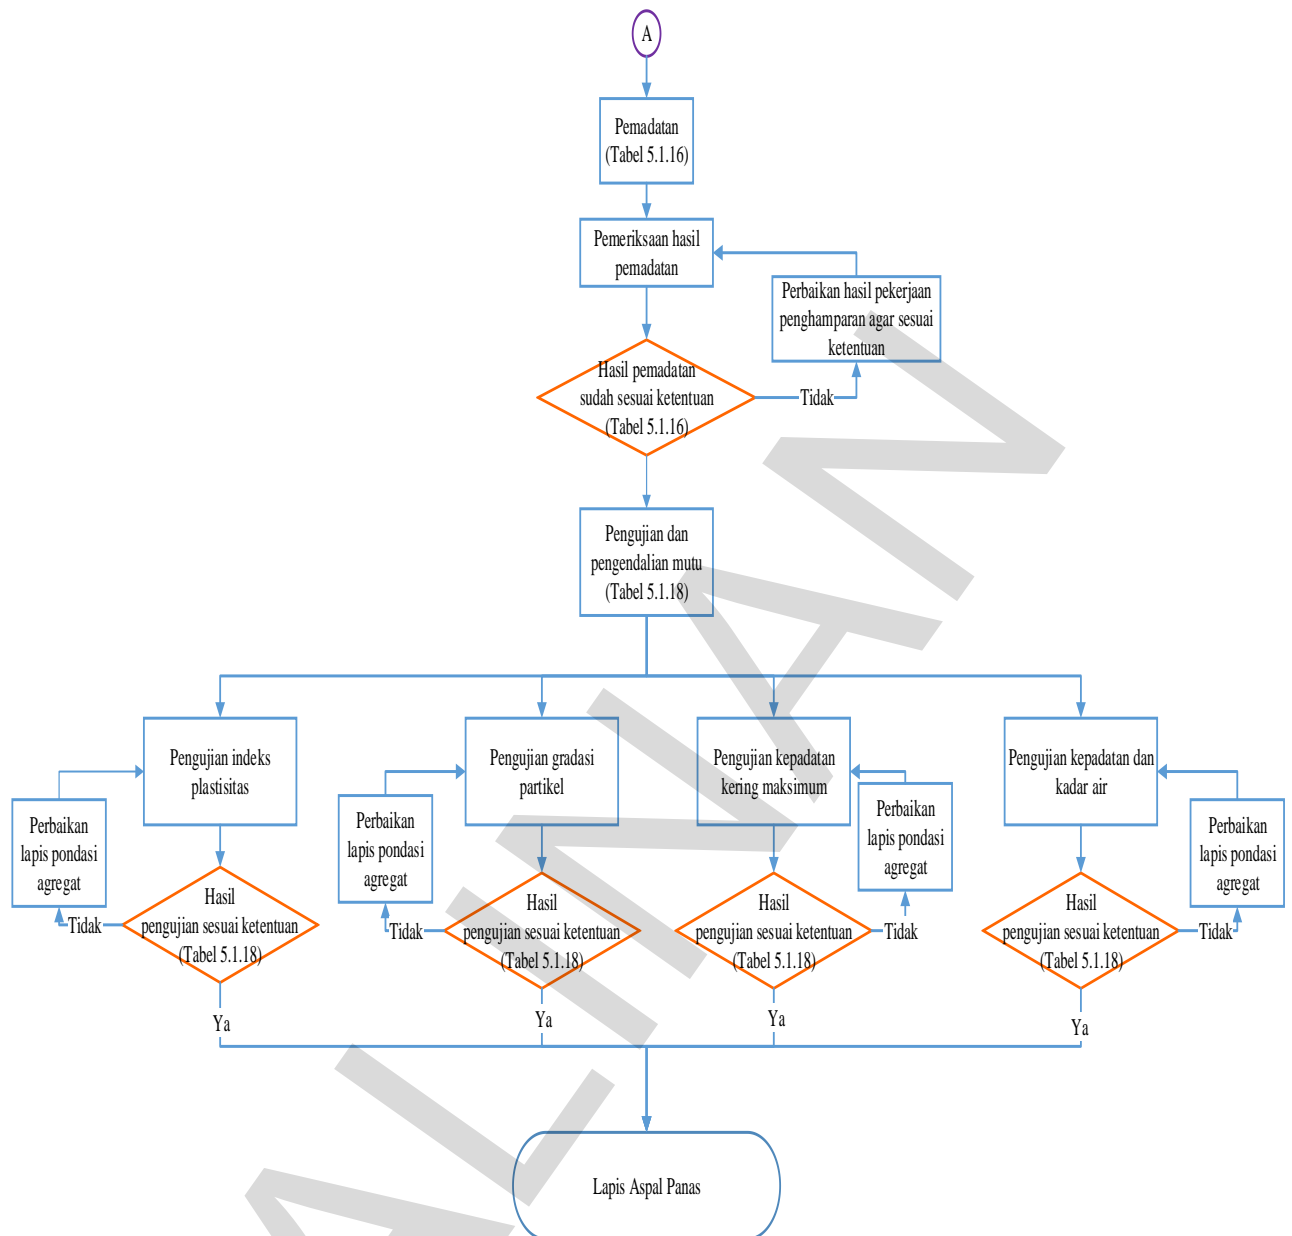 A
Pemadatan
(Tabel 5.1.16)
Pemeriksaan hasil
pemadatan
Perbaikan hasil pekerjaan
penghamparan agar sesuai
ketentuan
Hasil pemadatan
sudah sesuai ketentuan
(Tabel 5.1.16)
Tidak
Pengujian dan
pengendalian mutu
(Tabel 5.1.18)
Pengujian indeks
plastisitas
Perbaikan
lapis pondasi
agregat
Hasil
pengujian sesuai ketentuan
(Tabel 5.1.18)
Tidak
Ya
Pengujian gradasi
partikel
Perbaikan
lapis pondasi
agregat
Hasil
pengujian sesuai ketentuan
(Tabel 5.1.18)
Tidak
Ya
Pengujian kepadatan
kering maksimum
Perbaikan
lapis pondasi
agregat
Hasil
pengujian sesuai ketentuan
(Tabel 5.1.18)
Tidak
Ya
Pengujian kepadatan dan
kadar air
Perbaikan
lapis pondasi
agregat
Hasil
pengujian sesuai ketentuan
(Tabel 5.1.18)
Tidak
Ya
Lapis Aspal Panas
ALIHAN